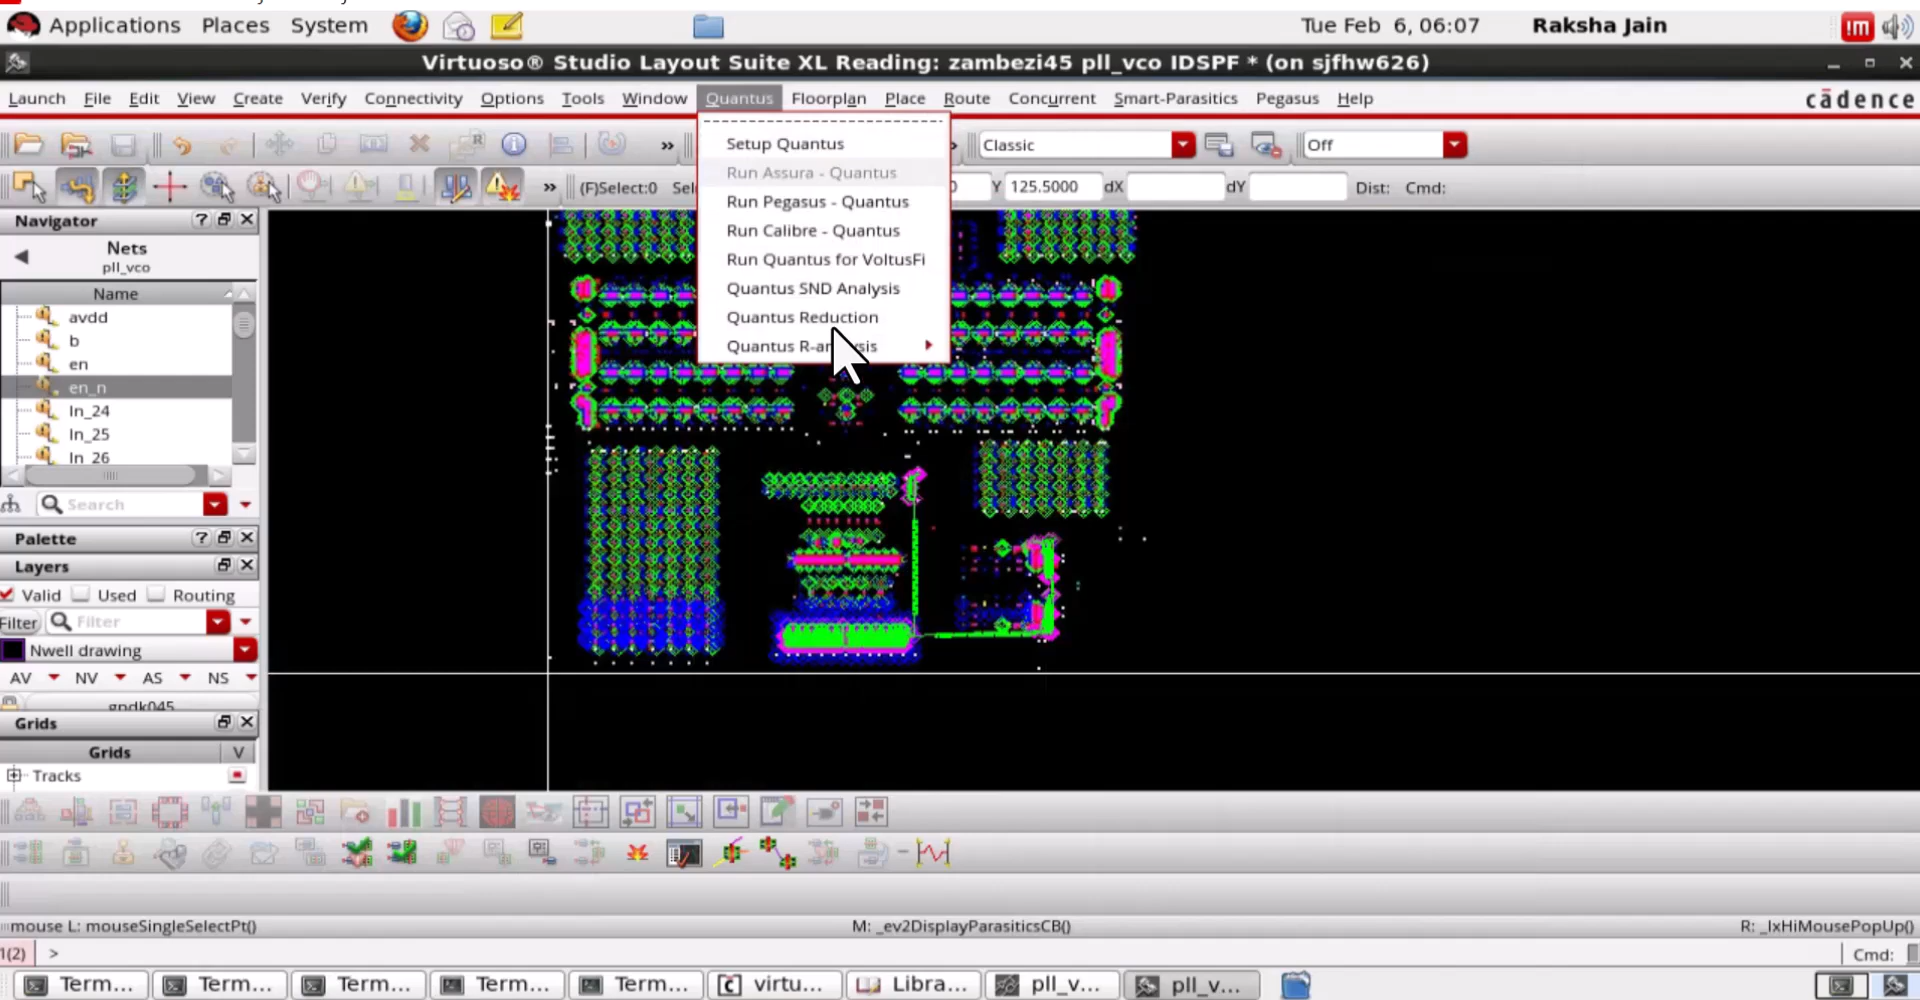 Applications Places System Tue Feb 6, 06:07 Raksha Jain
Virtuoso® Studio Layout Suite XL Reading: zambezi45 pll_vco IDSPF * (on sjfhw626)
Launch File Edit View Create Verify Connectivity Options Tools Window Quantus Floorplan Place Route Concurrent Smart-Parasitics Pegasus Help cādence
Setup Quantus
Run Assura - Quantus
Run Pegasus - Quantus
Run Calibre - Quantus
Run Quantus for VoltusFi
Quantus SND Analysis
Quantus Reduction
Quantus
» » Classic Off
» (F)Select:0 Y 125.5000 dX dY Dist: Cmd:
Navigator
Nets
pll_vco
Name
avdd
b
en
en_n
ln_24
ln_25
ln_26
Search
Palette
Layers
Valid Used Routing
Filter Filter
Nwell drawing
AV NV AS NS
gpdk045
Grids
Grids V
Tracks
mouse L: mouseSingleSelectPt() M: _ev2DisplayParasiticsCB() R: _lxHiMousePopUp()
1(2) > Cmd:
Term... Term... Term... Term... Term... virtu... Libra... pll_v... pll_v...